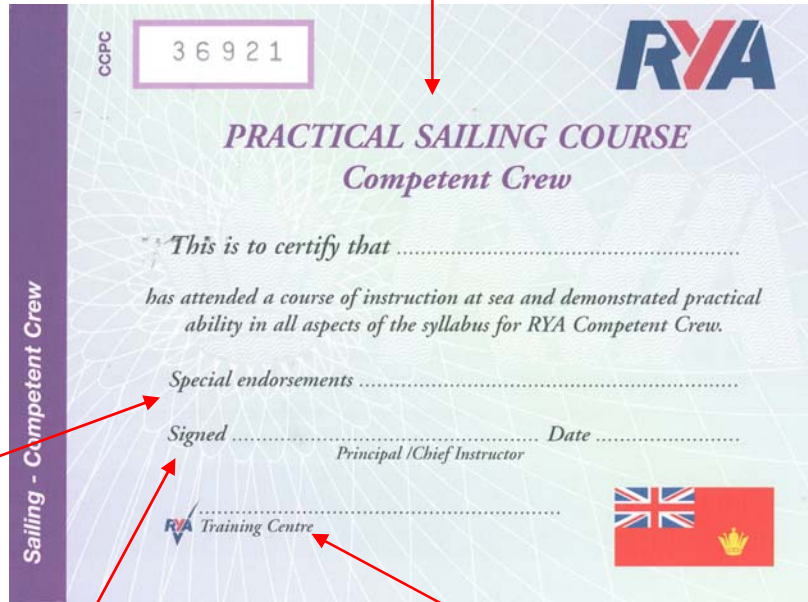 CCPC
36921
RYA
PRACTICAL SAILING COURSE
Competent Crew
This is to certify that ........................................................
has attended a course of instruction at sea and demonstrated practical
ability in all aspects of the syllabus for RYA Competent Crew.
Special endorsements ..............................................................
Signed .................................................. Date ........................
Principal /Chief Instructor
..........................................................
RYA Training Centre
Sailing - Competent Crew